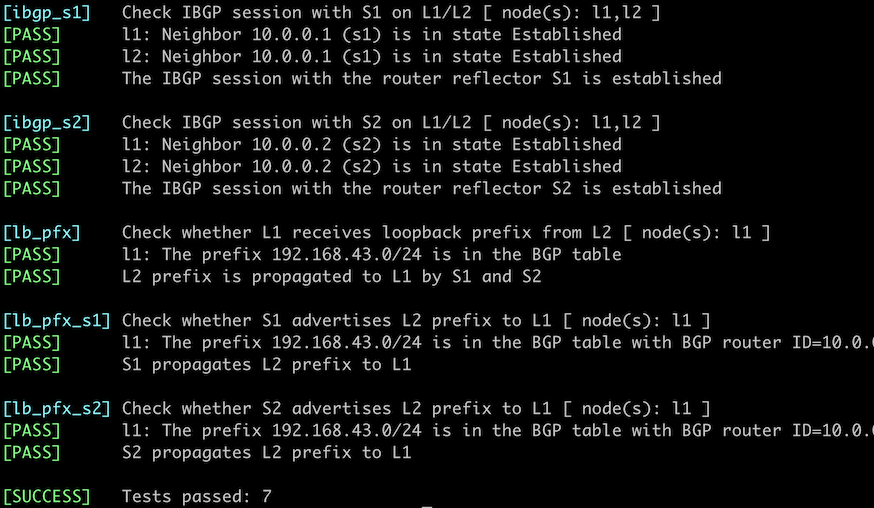 [ibgp_s1] Check IBGP session with S1 on L1/L2 [ node(s): l1,l2 ]
[PASS] l1: Neighbor 10.0.0.1 (s1) is in state Established
[PASS] l2: Neighbor 10.0.0.1 (s1) is in state Established
[PASS] The IBGP session with the router reflector S1 is established
[ibgp_s2] Check IBGP session with S2 on L1/L2 [ node(s): l1,l2 ]
[PASS] l1: Neighbor 10.0.0.2 (s2) is in state Established
[PASS] l2: Neighbor 10.0.0.2 (s2) is in state Established
[PASS] The IBGP session with the router reflector S2 is established
[lb_pfx] Check whether L1 receives loopback prefix from L2 [ node(s): l1 ]
[PASS] l1: The prefix 192.168.43.0/24 is in the BGP table
[PASS] L2 prefix is propagated to L1 by S1 and S2
[lb_pfx_s1] Check whether S1 advertises L2 prefix to L1 [ node(s): l1 ]
[PASS] l1: The prefix 192.168.43.0/24 is in the BGP table with BGP router ID=10.0.
[PASS] S1 propagates L2 prefix to L1
[lb_pfx_s2] Check whether S2 advertises L2 prefix to L1 [ node(s): l1 ]
[PASS] l1: The prefix 192.168.43.0/24 is in the BGP table with BGP router ID=10.0.
[PASS] S2 propagates L2 prefix to L1
[SUCCESS] Tests passed: 7